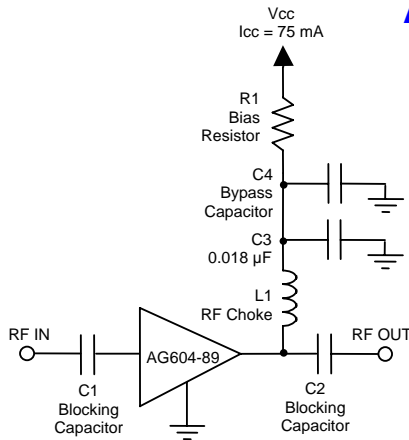 Vcc
Icc = 75 mA
R1
Bias
Resistor
C4
Bypass
Capacitor
C3
0.018 µF
L1
RF Choke
RF IN
AG604-89
RF OUT
C1
Blocking
Capacitor
C2
Blocking
Capacitor